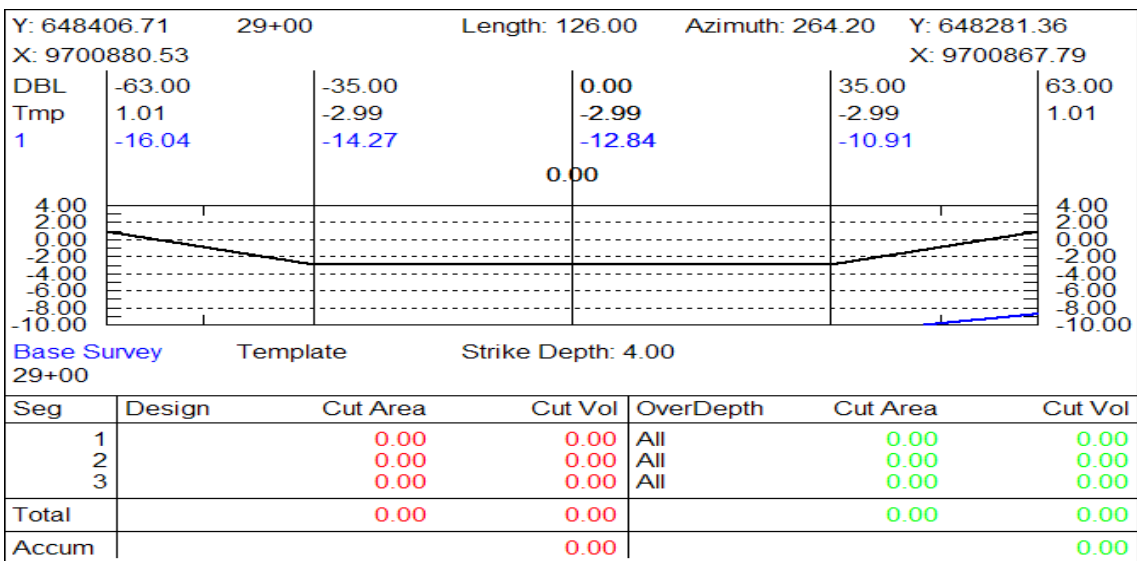 Y: 648406.71 29+00 Length: 126.00 Azimuth: 264.20 Y: 648281.36
X: 9700880.53 X: 9700867.79
DBL -63.00 -35.00 0.00 35.00 63.00
Tmp 1.01 -2.99 -2.99 -2.99 1.01
1 -16.04 -14.27 -12.84 -10.91
0.00
4.00 4.00
2.00 2.00
0.00 0.00
-2.00 -2.00
-4.00 -4.00
-6.00 -6.00
-8.00 -8.00
-10.00 -10.00
Base Survey Template Strike Depth: 4.00
29+00
Seg Design Cut Area Cut Vol OverDepth Cut Area Cut Vol
1 0.00 0.00 All 0.00 0.00
2 0.00 0.00 All 0.00 0.00
3 0.00 0.00 All 0.00 0.00
Total 0.00 0.00 0.00 0.00
Accum 0.00 0.00